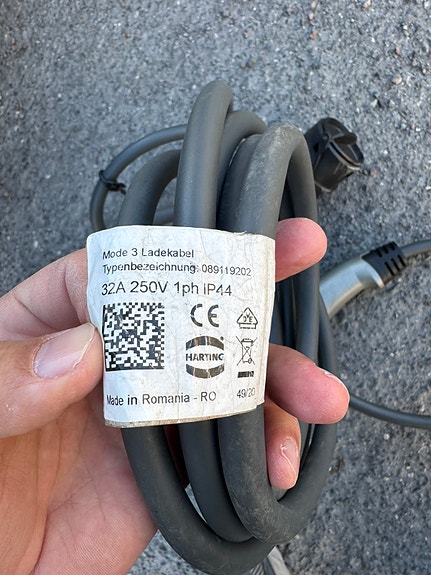 Mode 3 Ladekabel
Typenbezeichnung: 089119202
32A 250V 1ph IP44
CE
HARTING
Made in Romania - RO 49/20